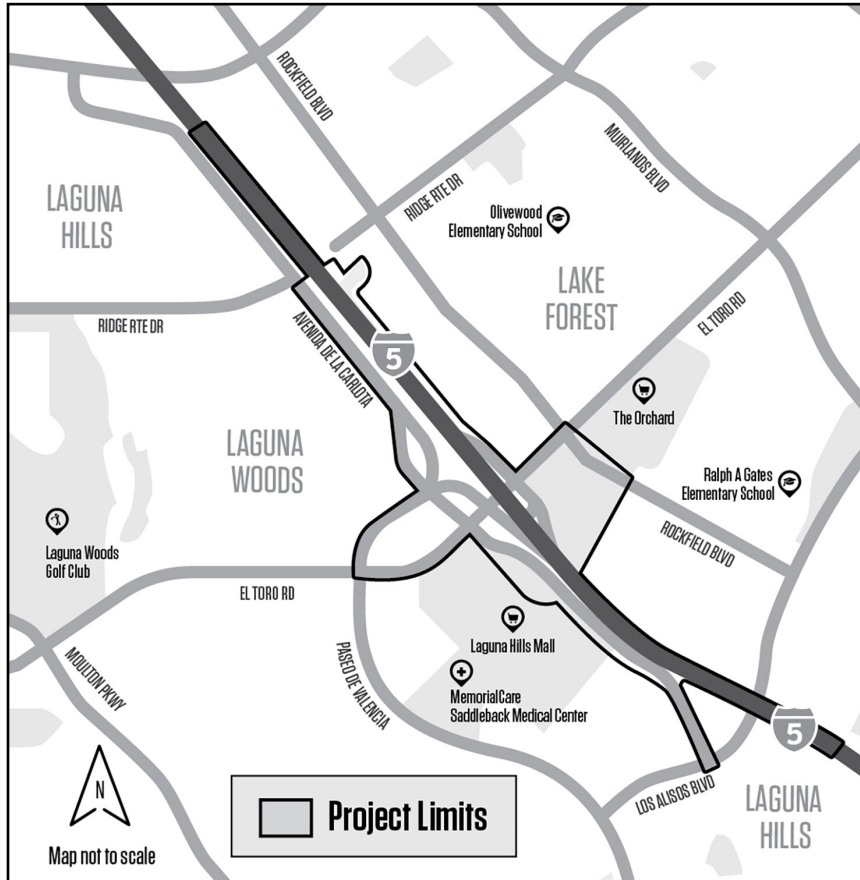 ROCKFIELD BLVD
MUIRLANDS BLVD
LAGUNA
HILLS
RIDGE RTE DR
Olivewood
Elementary School
LAKE
FOREST
EL TORO RD
RIDGE RTE DR
AVENIDA DE LA CARLOTA
5
The Orchard
LAGUNA
WOODS
Ralph A Gates
Elementary School
Laguna Woods
Golf Club
ROCKFIELD BLVD
EL TORO RD
Laguna Hills Mall
MOULTON PKWY
PASEO DE VALENCIA
MemorialCare
Saddleback Medical Center
5
N
Map not to scale
Project Limits
LOS ALISOS BLVD
LAGUNA
HILLS